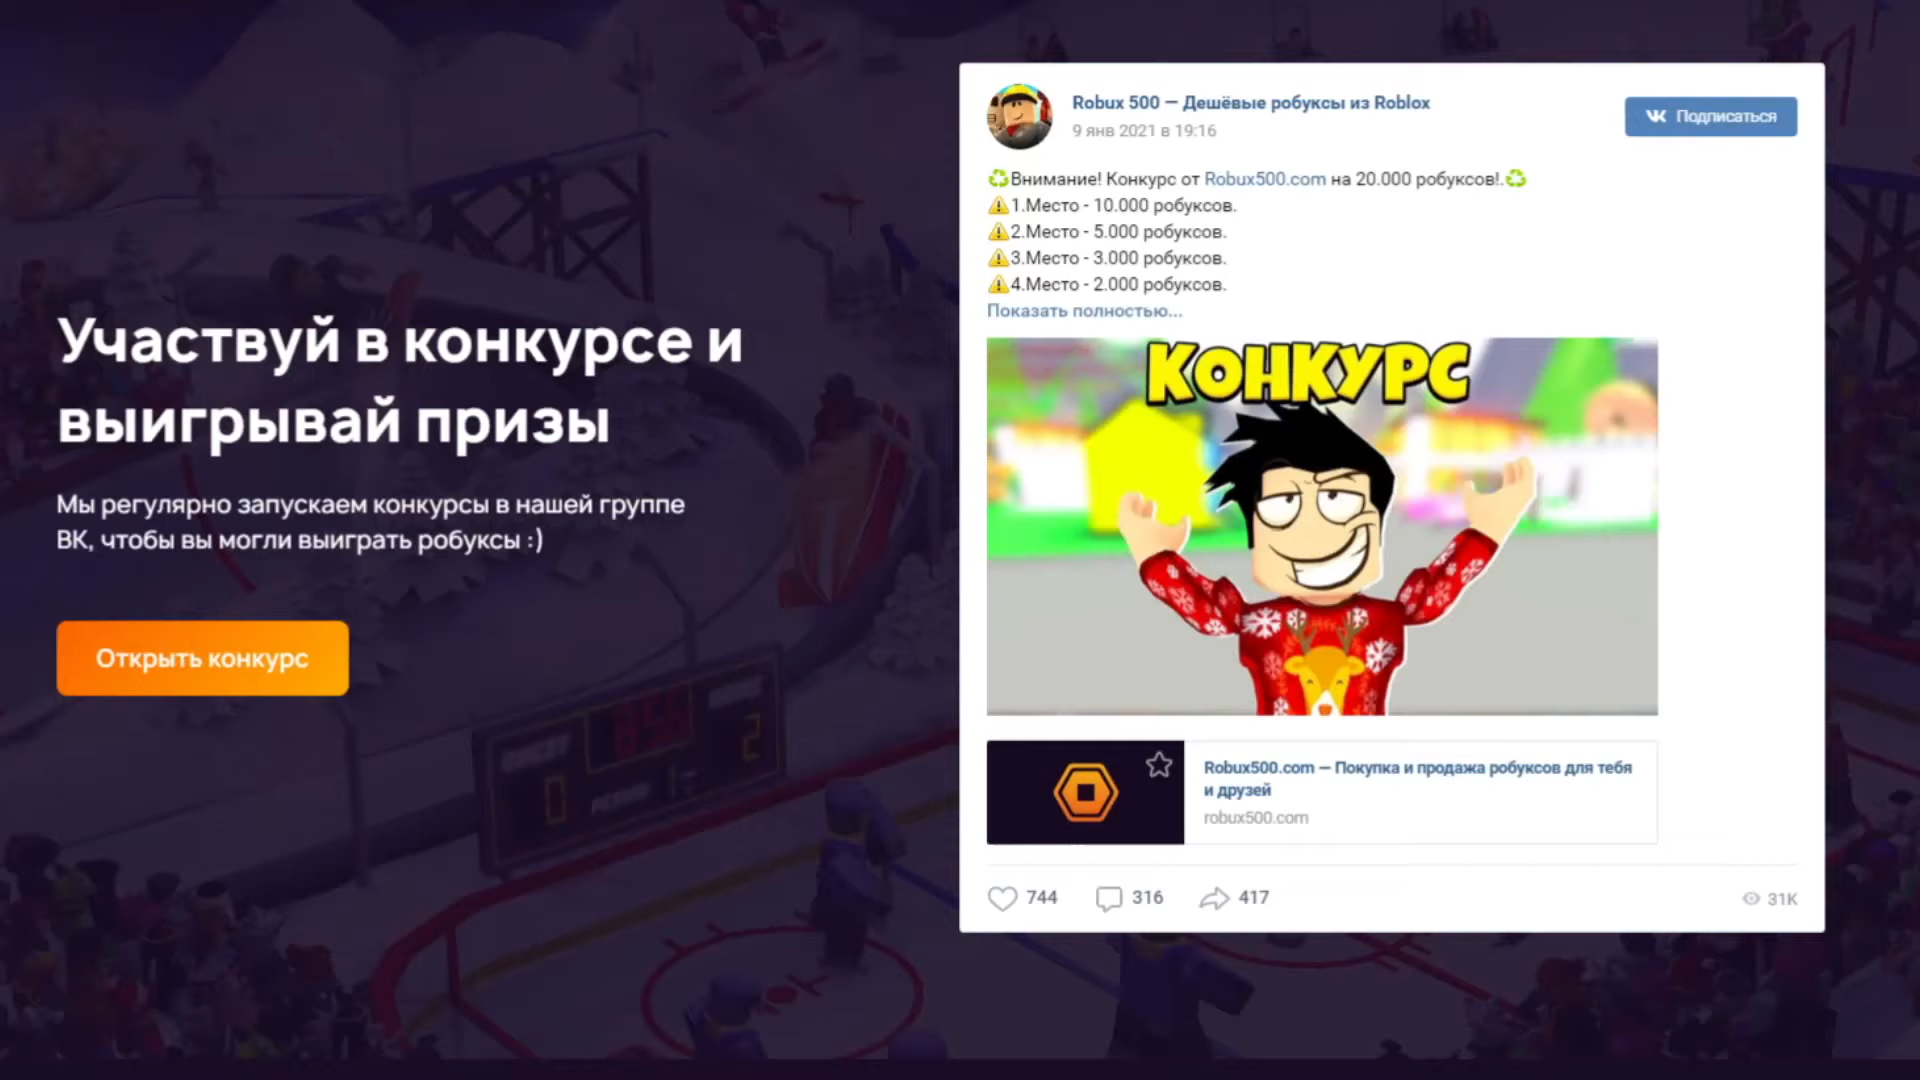 Участвуй в конкурсе и
выигрывай призы
Мы регулярно запускаем конкурсы в нашей группе
ВК, чтобы вы могли выиграть робуксы :)
Открыть конкурс
Robux 500 — Дешёвые робуксы из Roblox
9 янв 2021 в 19:16
Подписаться
Внимание! Конкурс от Robux500.com на 20.000 робуксов!.
1.Место - 10.000 робуксов.
2.Место - 5.000 робуксов.
3.Место - 3.000 робуксов.
4.Место - 2.000 робуксов.
Показать полностью...
КОНКУРС
Robux500.com — Покупка и продажа робуксов для тебя
и друзей
robux500.com
744
316
417
31K